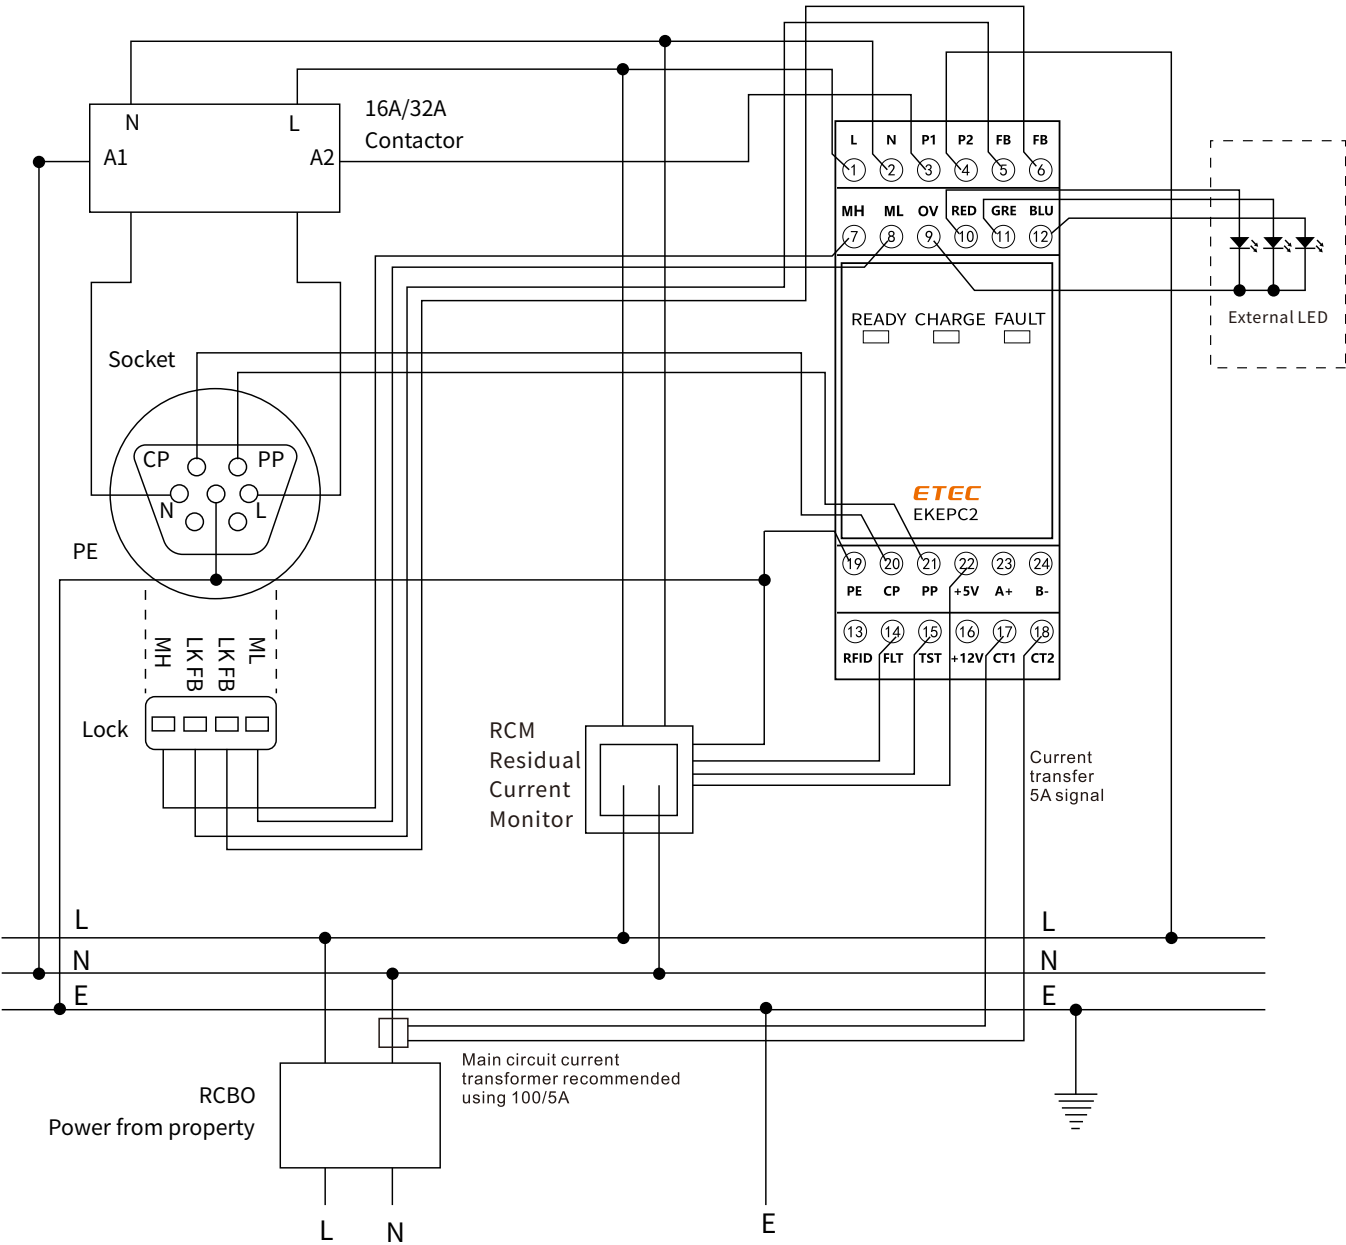 N L
A1 A2
16A/32A
Contactor
L N P1 P2 FB FB
1 2 3 4 5 6
MH ML OV RED GRE BLU
7 8 9 10 11 12
External LED
READY CHARGE FAULT
Socket
CP PP
N L
PE
ETEC
EKEPC2
19 20 21 22 23 24
PE CP PP +5V A+ B-
13 14 15 16 17 18
RFID FLT TST +12V CT1 CT2
MH LK FB LK FB ML
Lock
RCM
Residual
Current
Monitor
Current
transfer
5A signal
L L
N N
E E
Main circuit current
transformer recommended
using 100/5A
RCBO
Power from property
L N E